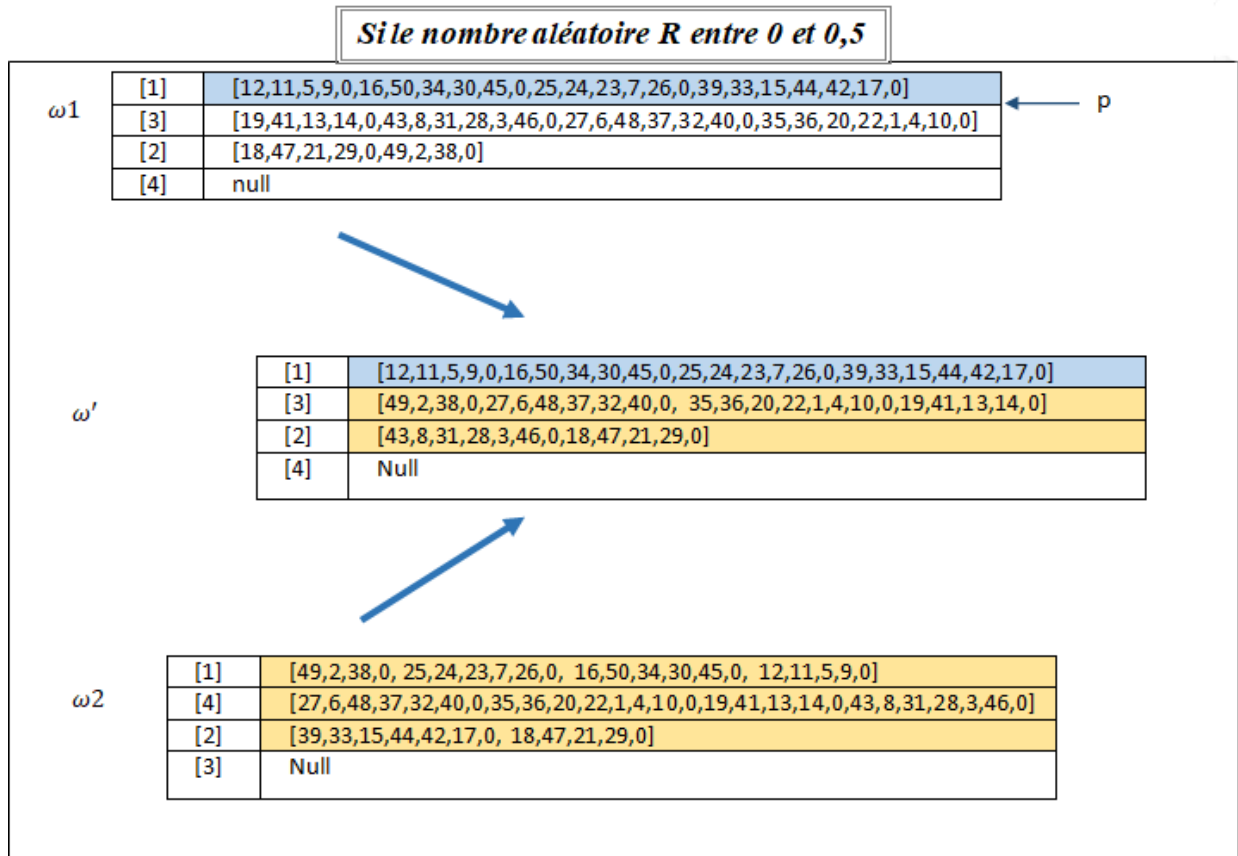 Si le nombre aléatoire R entre 0 et 0,5
ω1
[1] [12,11,5,9,0,16,50,34,30,45,0,25,24,23,7,26,0,39,33,15,44,42,17,0]
p
[3] [19,41,13,14,0,43,8,31,28,3,46,0,27,6,48,37,32,40,0,35,36,20,22,1,4,10,0]
[2] [18,47,21,29,0,49,2,38,0]
[4] null
ω'
[1] [12,11,5,9,0,16,50,34,30,45,0,25,24,23,7,26,0,39,33,15,44,42,17,0]
[3] [49,2,38,0,27,6,48,37,32,40,0, 35,36,20,22,1,4,10,0,19,41,13,14,0]
[2] [43,8,31,28,3,46,0,18,47,21,29,0]
[4] Null
ω2
[1] [49,2,38,0, 25,24,23,7,26,0, 16,50,34,30,45,0, 12,11,5,9,0]
[4] [27,6,48,37,32,40,0,35,36,20,22,1,4,10,0,19,41,13,14,0,43,8,31,28,3,46,0]
[2] [39,33,15,44,42,17,0, 18,47,21,29,0]
[3] Null